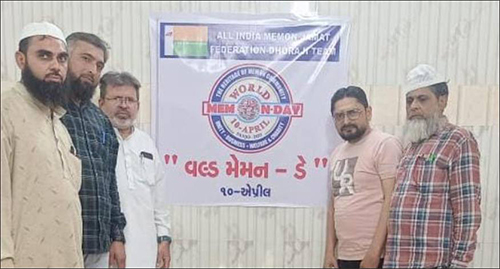 ALL INDIA MEMON JAMAT
FEDERATION DHORAJI TEAM
WORLD
MEMON-DAY
10-APRIL
" વર્લ્ડ મેમન - ડે "
૧૦-એપ્રીલ